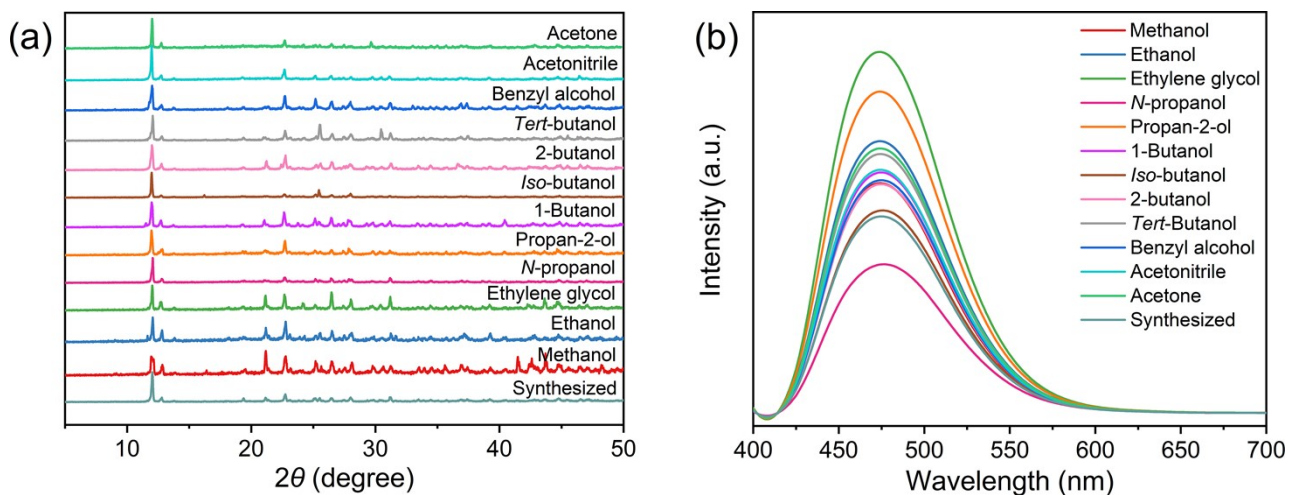 (a)
Acetone
Acetonitrile
Benzyl alcohol
Tert-butanol
2-butanol
Iso-butanol
1-Butanol
Propan-2-ol
N-propanol
Ethylene glycol
Ethanol
Methanol
Synthesized
10 20 30 40 50
2θ (degree)
(b)
Intensity (a.u.)
Methanol
Ethanol
Ethylene glycol
N-propanol
Propan-2-ol
1-Butanol
Iso-butanol
2-butanol
Tert-Butanol
Benzyl alcohol
Acetonitrile
Acetone
Synthesized
400 450 500 550 600 650 700
Wavelength (nm)